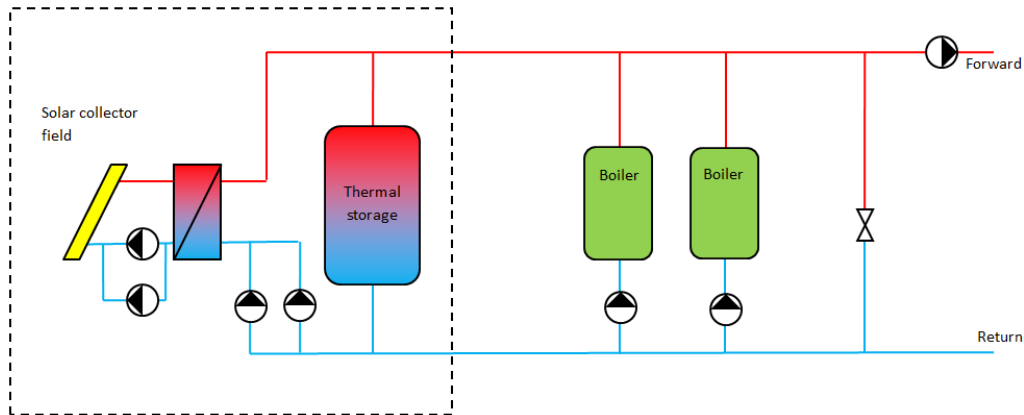 Forward
Solar collector
field
Boiler
Boiler
Thermal
storage
Return